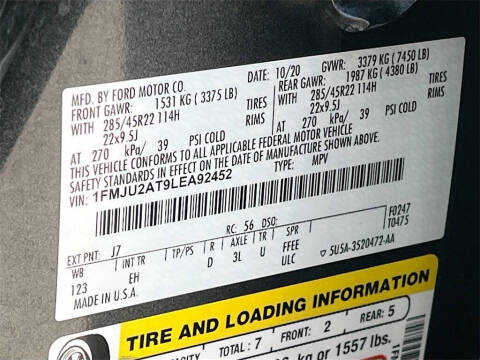 MFD. BY FORD MOTOR CO.
DATE: 10/20 GVWR: 3379 KG (7450 LB)
FRONT GAWR: 1531 KG (3375 LB)
REAR GAWR: 1987 KG (4380 LB)
WITH 285/45R22 114H TIRES
WITH 285/45R22 114H TIRES
22x9.5J RIMS
22x9.5J RIMS
AT 270 kPa/ 39 PSI COLD
AT 270 kPa/ 39 PSI COLD
THIS VEHICLE CONFORMS TO ALL APPLICABLE FEDERAL MOTOR VEHICLE
SAFETY STANDARDS IN EFFECT ON THE DATE OF MANUFACTURE SHOWN ABOVE.
VIN: 1FMJU2AT9LEA92452 TYPE: MPV
F0247
T0475
EXT PNT: J7 RC: 56 DSO:
WB INT TR TP/PS R AXLE TR SPR
123 EH D 3L U FFEE
ULC 5U5A-3520472-AA
MADE IN U.S.A.
TIRE AND LOADING INFORMATION
TOTAL: 7 FRONT: 2 REAR: 5
kg or 1557 lbs.